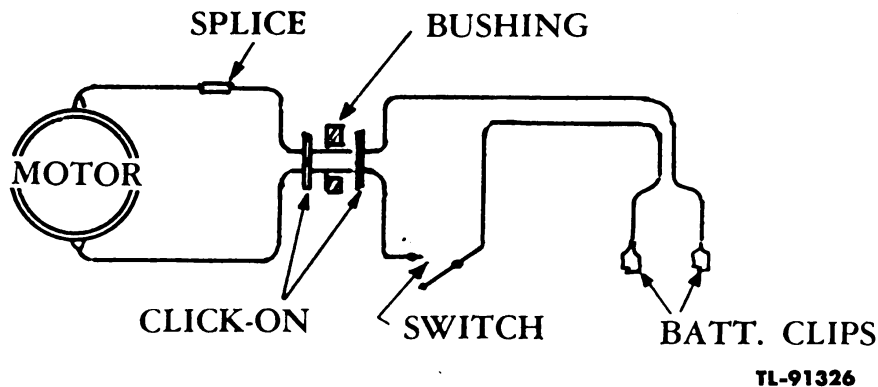 SPLICE
BUSHING
MOTOR
CLICK-ON
SWITCH
BATT. CLIPS
TL-91326